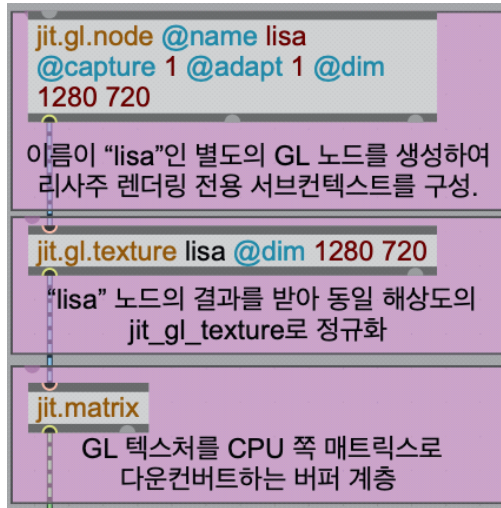 jit.gl.node @name lisa
@capture 1 @adapt 1 @dim
1280 720
이름이 “lisa”인 별도의 GL 노드를 생성하여
리사주 렌더링 전용 서브컨텍스트를 구성.
jit.gl.texture lisa @dim 1280 720
“lisa” 노드의 결과를 받아 동일 해상도의
jit_gl_texture로 정규화
jit.matrix
GL 텍스처를 CPU 쪽 매트릭스로
다운컨버트하는 버퍼 계층